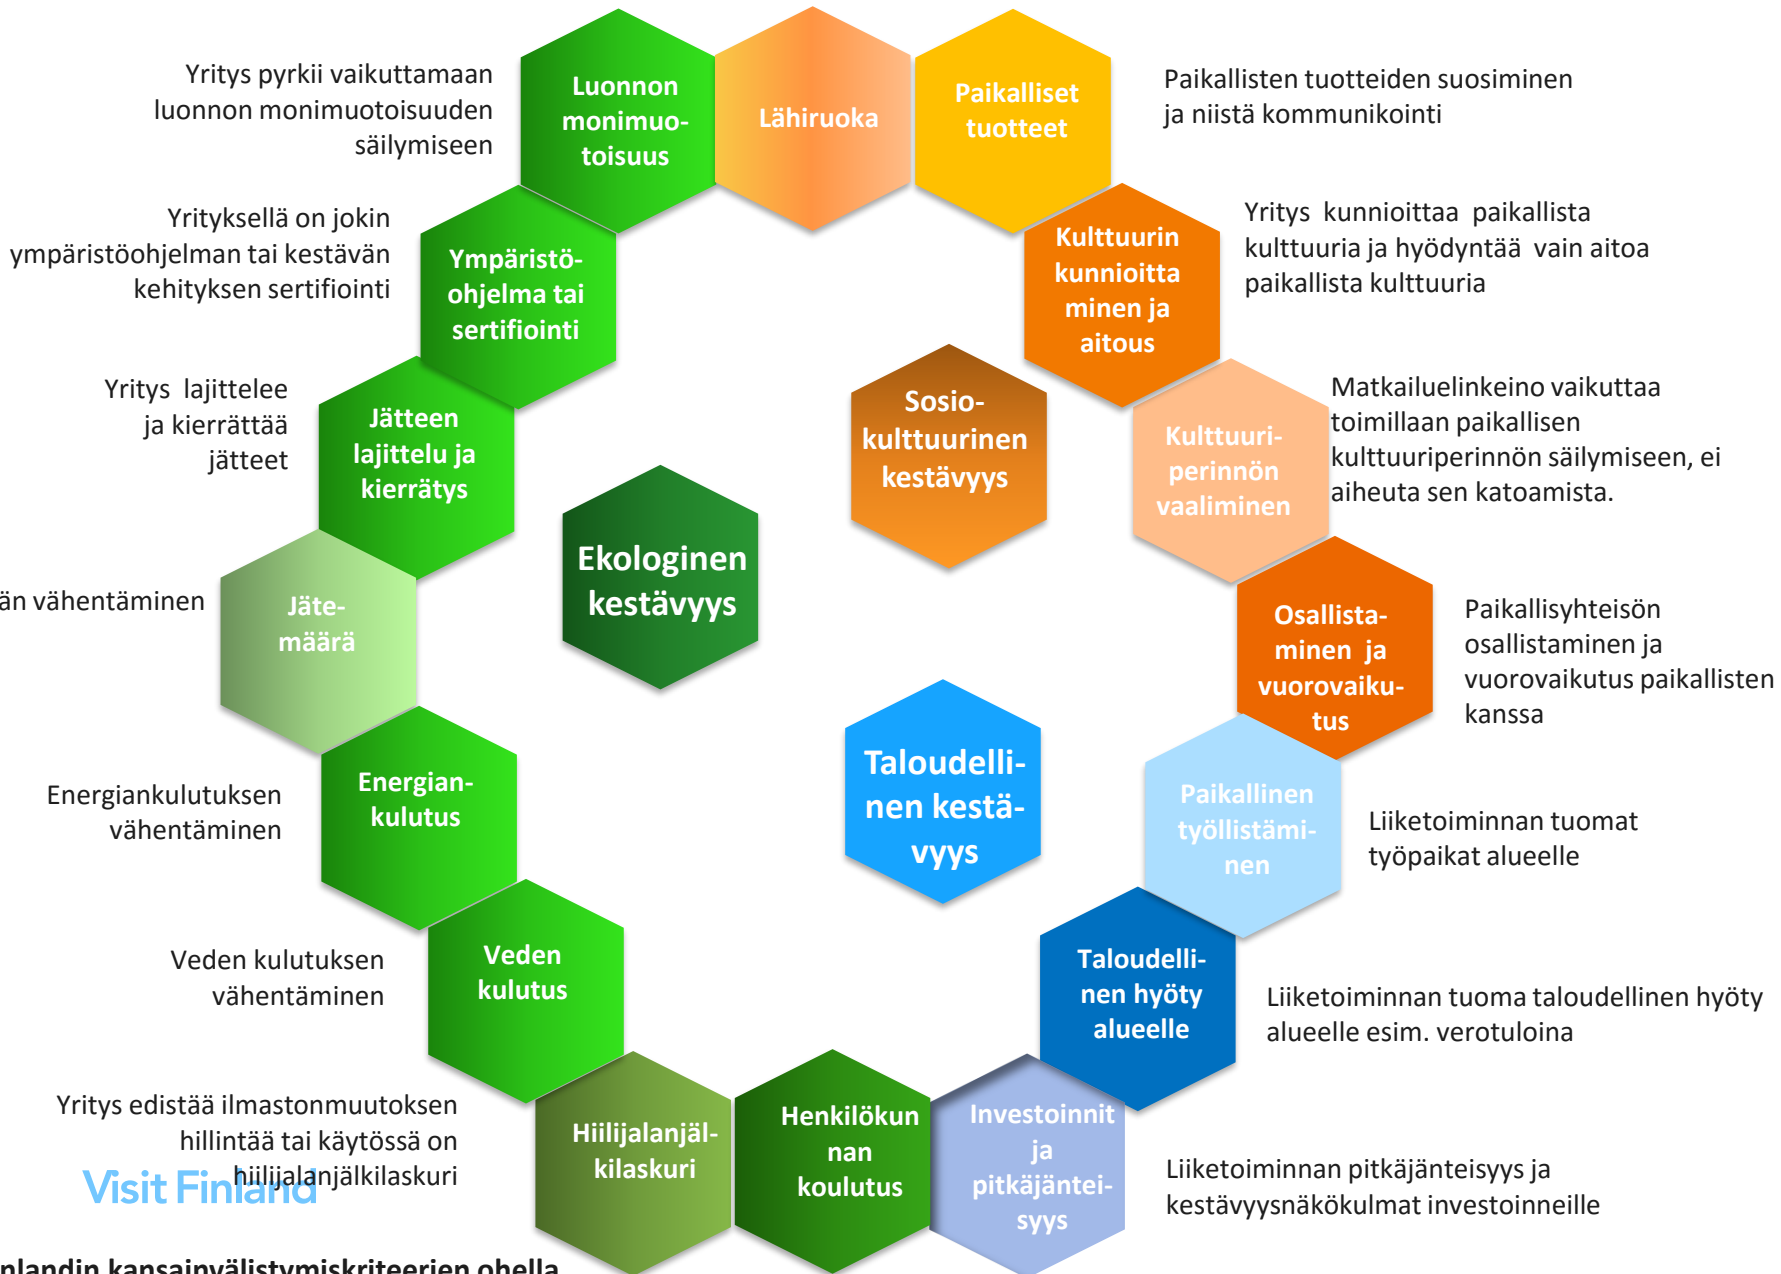 Yritys pyrkii vaikuttamaan
luonnon monimuotoisuuden
säilymiseen
Luonnon
monimuo-
toisuus
Lähiruoka
Paikalliset
tuotteet
Paikallisten tuotteiden suosiminen
ja niistä kommunikointi
Yrityksellä on jokin
ympäristöohjelman tai kestävän
kehityksen sertifiointi
Ympäristö-
ohjelma tai
sertifiointi
Kulttuurin
kunnioitta
minen ja
aitous
Yritys kunnioittaa paikallista
kulttuuria ja hyödyntää vain aitoa
paikallista kulttuuria
Yritys lajittelee
ja kierrättää
jätteet
Jätteen
lajittelu ja
kierrätys
Sosio-
kulttuurinen
kestävyys
Kulttuuri-
perinnön
vaaliminen
Matkailuelinkeino vaikuttaa
toimillaan paikallisen
kulttuuriperinnön säilymiseen, ei
aiheuta sen katoamista.
Ekologinen
kestävyys
än vähentäminen
Jäte-
määrä
Osallista-
minen ja
vuorovaiku-
tus
Paikallisyhteisön
osallistaminen ja
vuorovaikutus paikallisten
kanssa
Energiankulutuksen
vähentäminen
Energian-
kulutus
Taloudelli-
nen kestä-
vyys
Paikallinen
työllistämi-
nen
Liiketoiminnan tuomat
työpaikat alueelle
Veden kulutuksen
vähentäminen
Veden
kulutus
Taloudelli-
nen hyöty
alueelle
Liiketoiminnan tuoma taloudellinen hyöty
alueelle esim. verotuloina
Yritys edistää ilmastonmuutoksen
hillintää tai käytössä on
hiilijalanjälkilaskuri
Hiilijalanjäl-
kilaskuri
Henkilökun
nan
koulutus
Investoinnit
ja
pitkäjäntei-
syys
Liiketoiminnan pitkäjänteisyys ja
kestävyysnäkökulmat investoinneille
Visit Finland
nlandin kansainvälistymiskriteerien ohella